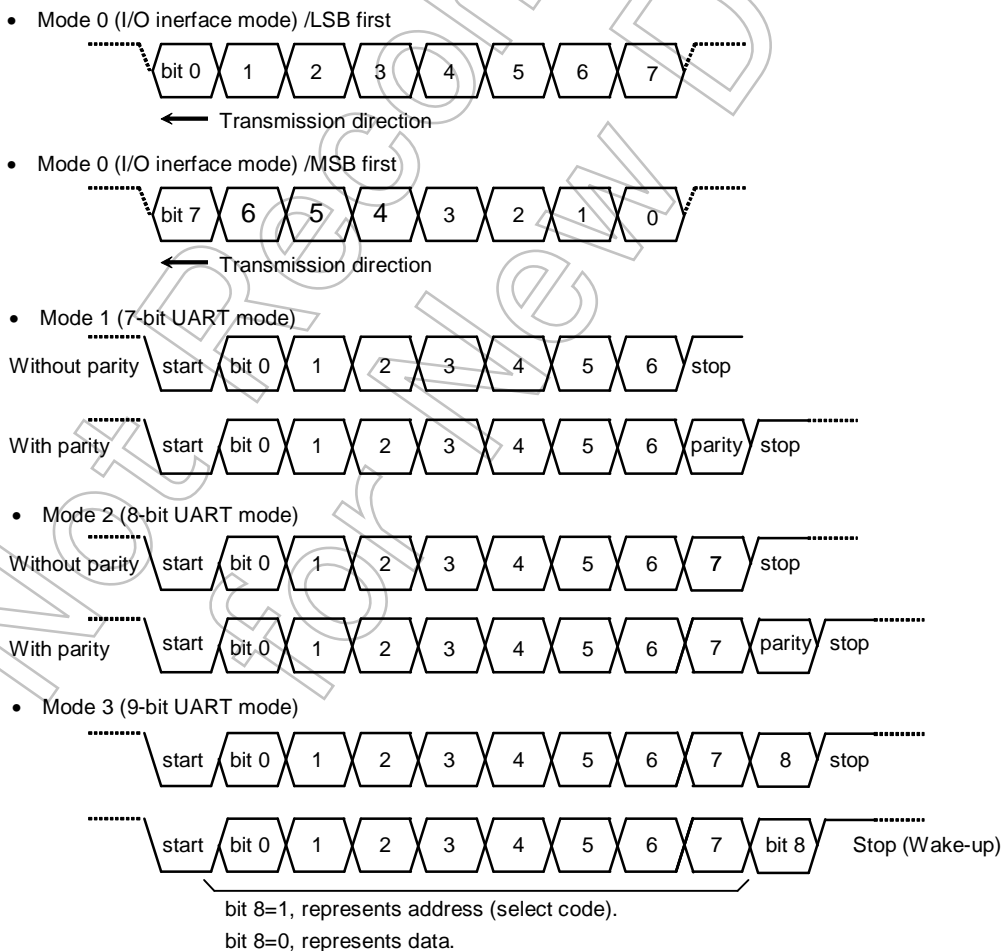 • Mode 0 (I/O inerface mode) /LSB first
bit 0 1 2 3 4 5 6 7
Transmission direction
• Mode 0 (I/O inerface mode) /MSB first
bit 7 6 5 4 3 2 1 0
Transmission direction
• Mode 1 (7-bit UART mode)
Without parity start bit 0 1 2 3 4 5 6 stop
With parity start bit 0 1 2 3 4 5 6 parity stop
• Mode 2 (8-bit UART mode)
Without parity start bit 0 1 2 3 4 5 6 7 stop
With parity start bit 0 1 2 3 4 5 6 7 parity stop
• Mode 3 (9-bit UART mode)
start bit 0 1 2 3 4 5 6 7 8 stop
start bit 0 1 2 3 4 5 6 7 bit 8 Stop (Wake-up)
bit 8=1, represents address (select code).
bit 8=0, represents data.
Not Recom
for New D